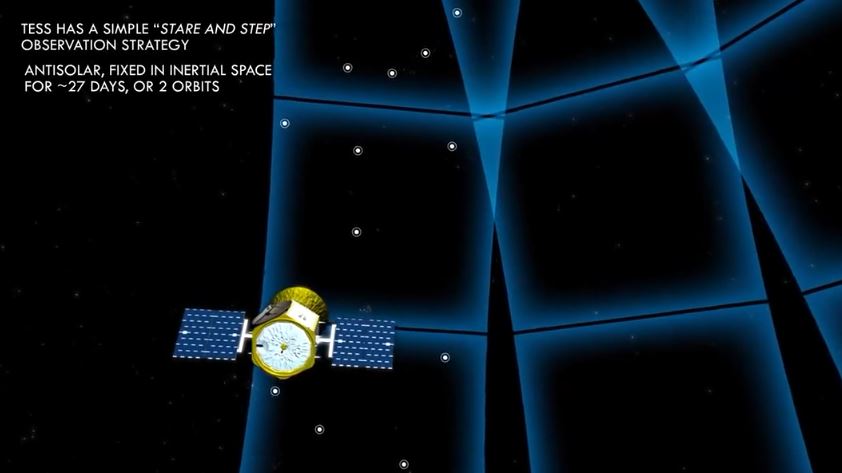 TESS HAS A SIMPLE “STARE AND STEP”
OBSERVATION STRATEGY
ANTISOLAR, FIXED IN INERTIAL SPACE
FOR ~27 DAYS, OR 2 ORBITS